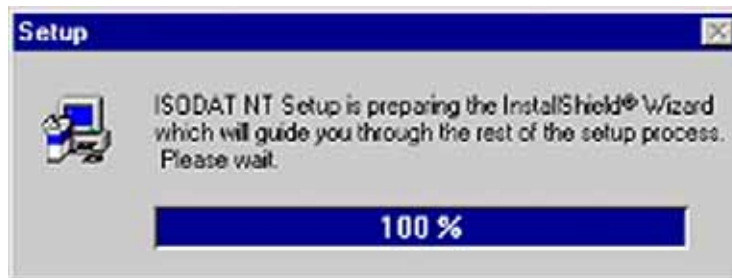 Setup
ISODAT NT Setup is preparing the InstallShield® Wizard
which will guide you through the rest of the setup process.
Please wait.
100 %